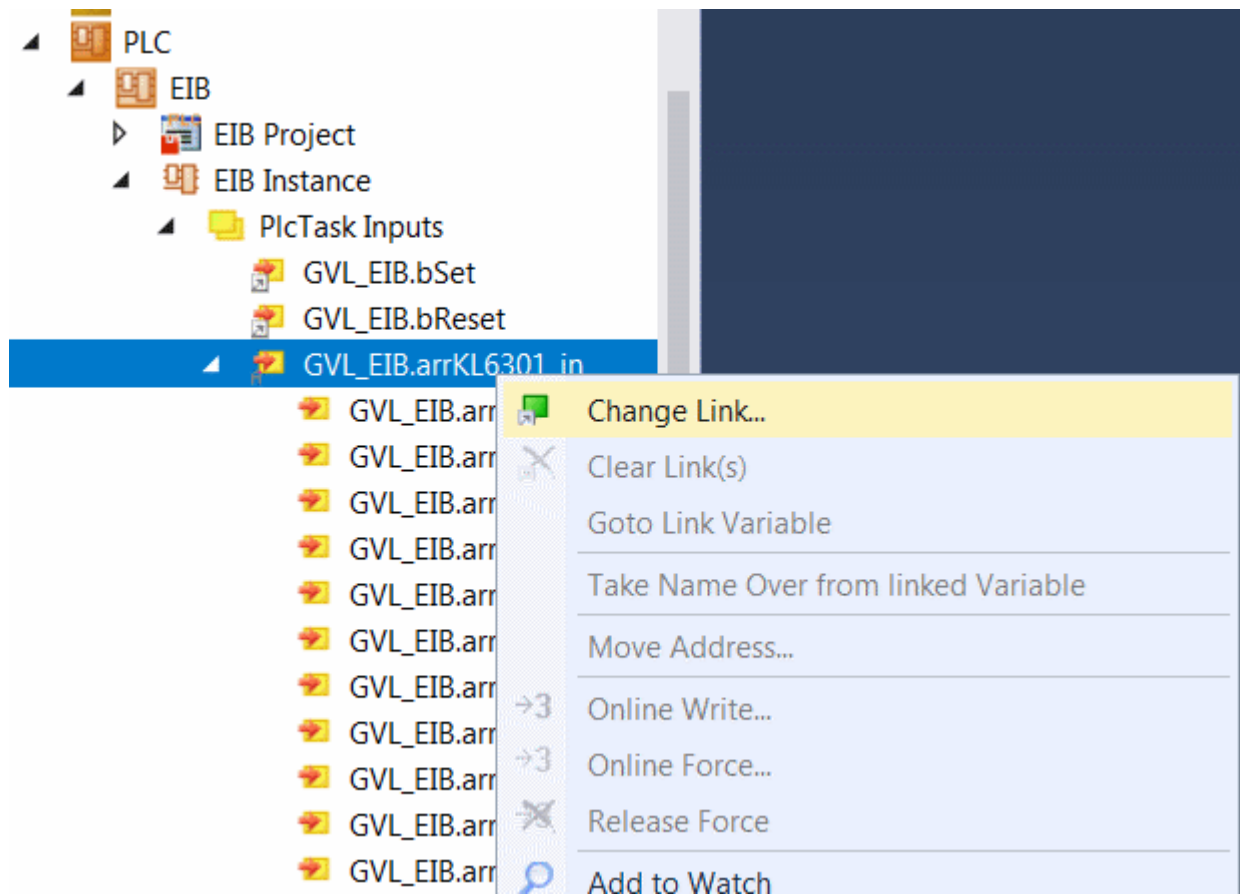 PLC
EIB
EIB Project
EIB Instance
PlcTask Inputs
GVL_EIB.bSet
GVL_EIB.bReset
GVL_EIB.arrKL6301_in
GVL_EIB.arr
Change Link...
GVL_EIB.arr
Clear Link(s)
GVL_EIB.arr
Goto Link Variable
GVL_EIB.arr
GVL_EIB.arr
Take Name Over from linked Variable
GVL_EIB.arr
Move Address...
GVL_EIB.arr
→3 Online Write...
GVL_EIB.arr
GVL_EIB.arr
→3 Online Force...
GVL_EIB.arr
Release Force
GVL_EIB.arr
Add to Watch